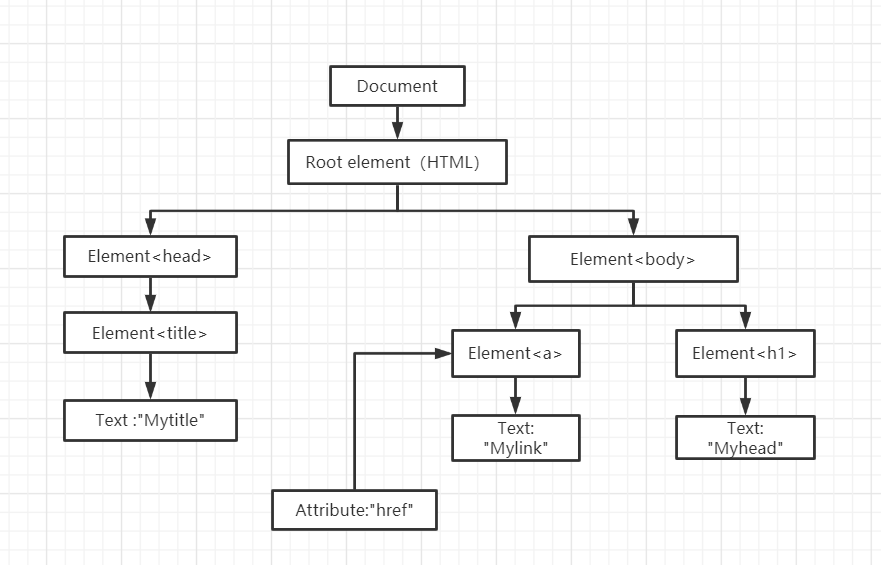 Document
Root element（HTML）
Element<head>
Element<body>
Element<title>
Element<a>
Element<h1>
Text :"Mytitle"
Text:
"Mylink"
Text:
"Myhead"
Attribute:"href"